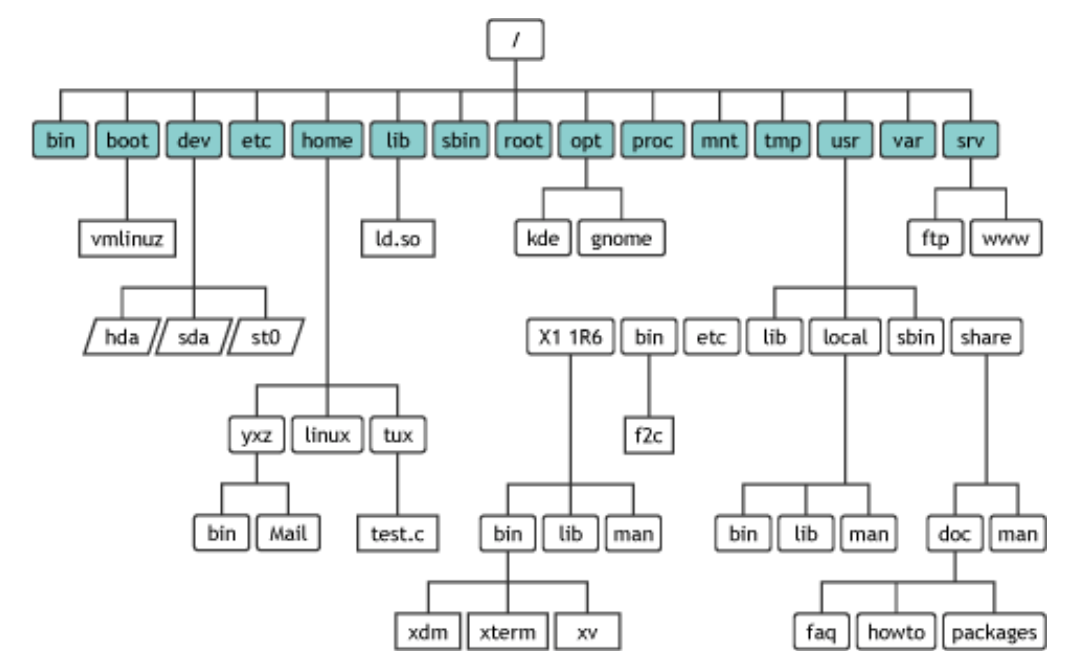 /
bin boot dev etc home lib sbin root opt proc mnt tmp usr var srv
vmlinuz ld.so kde gnome ftp www
hda sda st0 X1 1R6 bin etc lib local sbin share
yxz linux tux f2c
bin Mail test.c bin lib man bin lib man doc man
xdm xterm xv faq howto packages